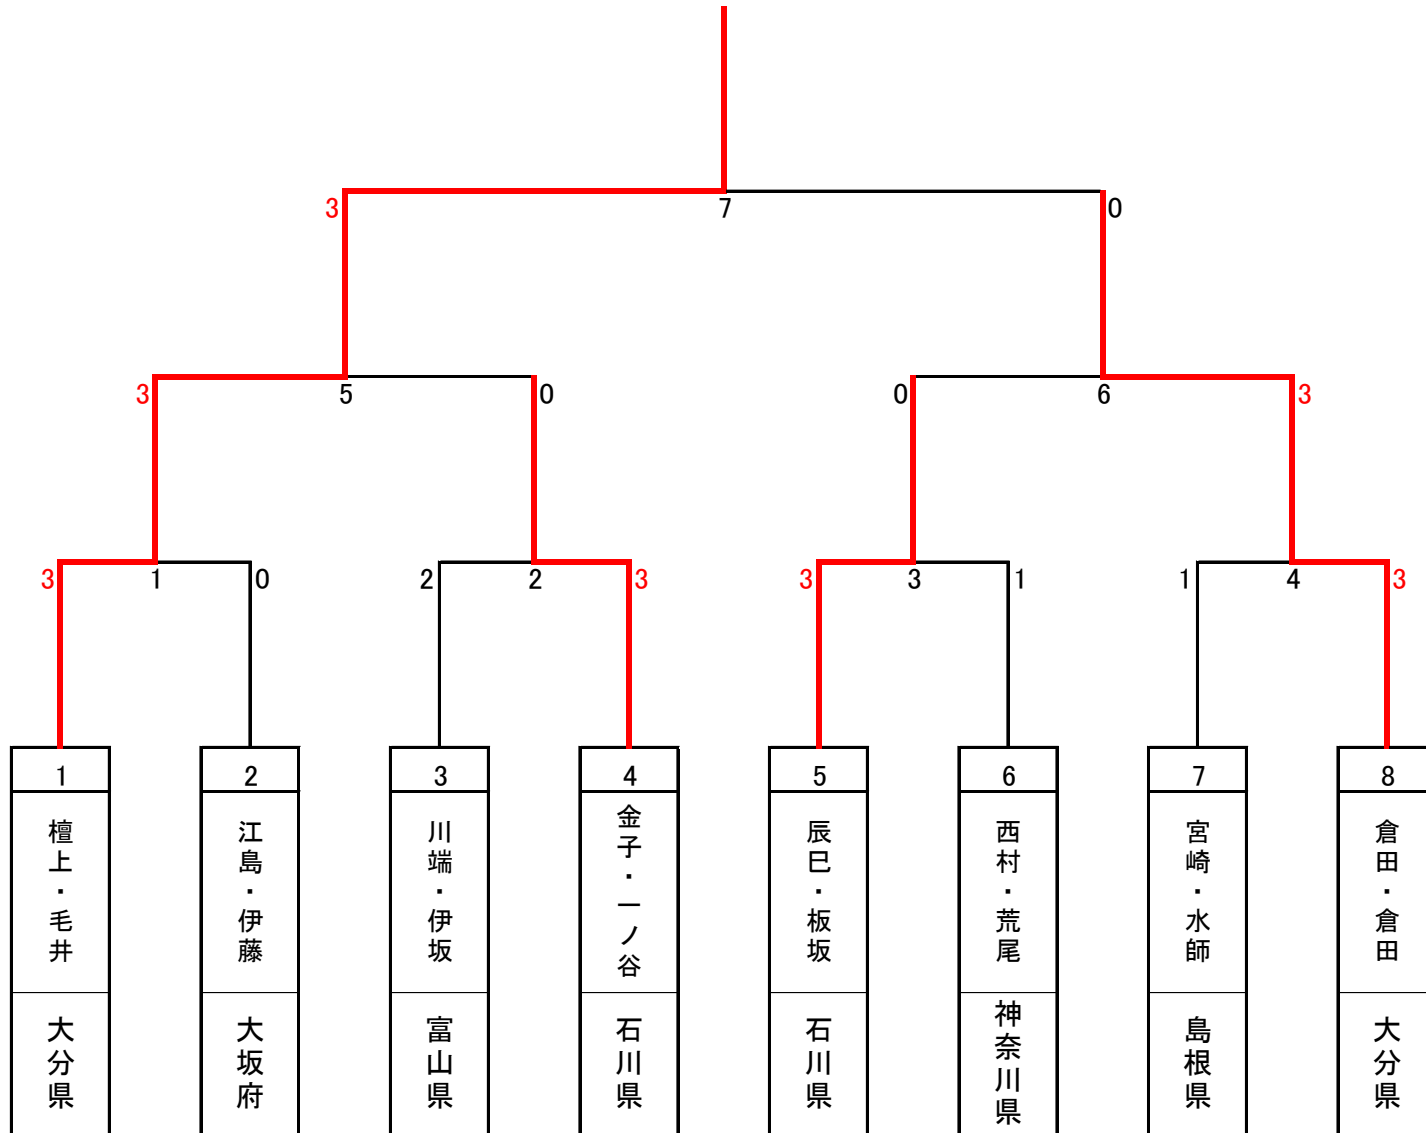 3 7 0
3 5 0 0 6 3
3 1 0 2 2 3 3 3 1 1 4 3
1 2 3 4 5 6 7 8
檀上・毛井
江島・伊藤
川端・伊坂
金子・一ノ谷
辰巳・板坂
西村・荒尾
宮崎・水師
倉田・倉田
大分県
大坂府
富山県
石川県
石川県
神奈川県
島根県
大分県